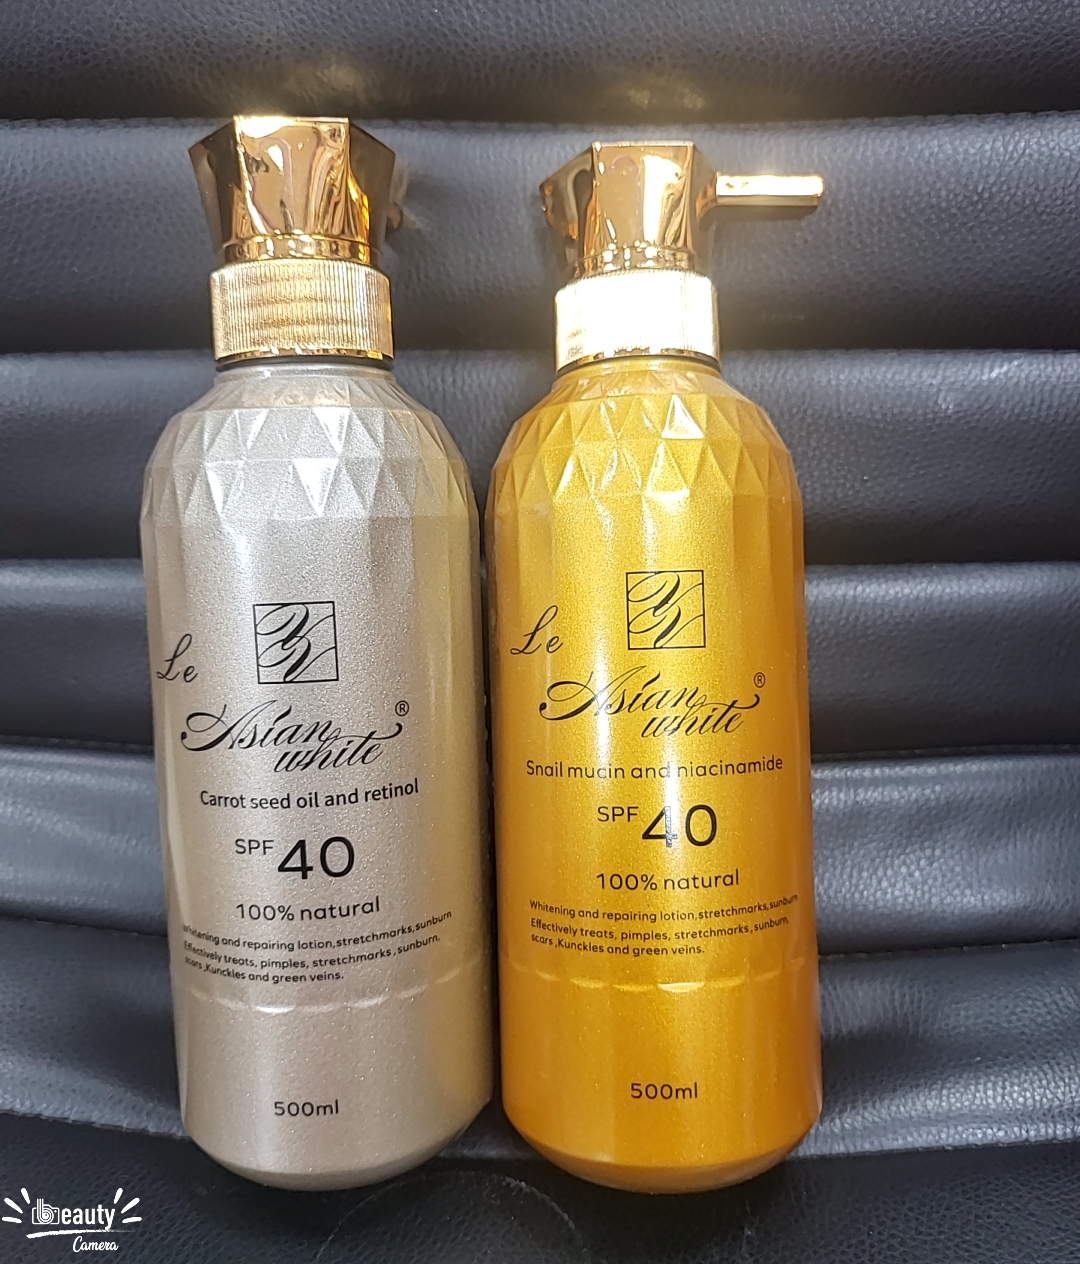 Le
Asian
white
®
Carrot seed oil and retinol
SPF 40
100% natural
Whitening and repairing lotion,stretchmarks,sunburn
Effectively treats, pimples, stretchmarks,sunburn,
scars,Kunckles and green veins.
500ml
Le
Asian
white
®
Snail mucin and niacinamide
SPF 40
100% natural
Whitening and repairing lotion,stretchmarks,sunburn
Effectively treats, pimples, stretchmarks,sunburn,
scars,Kunckles and green veins.
500ml
beauty
Camera